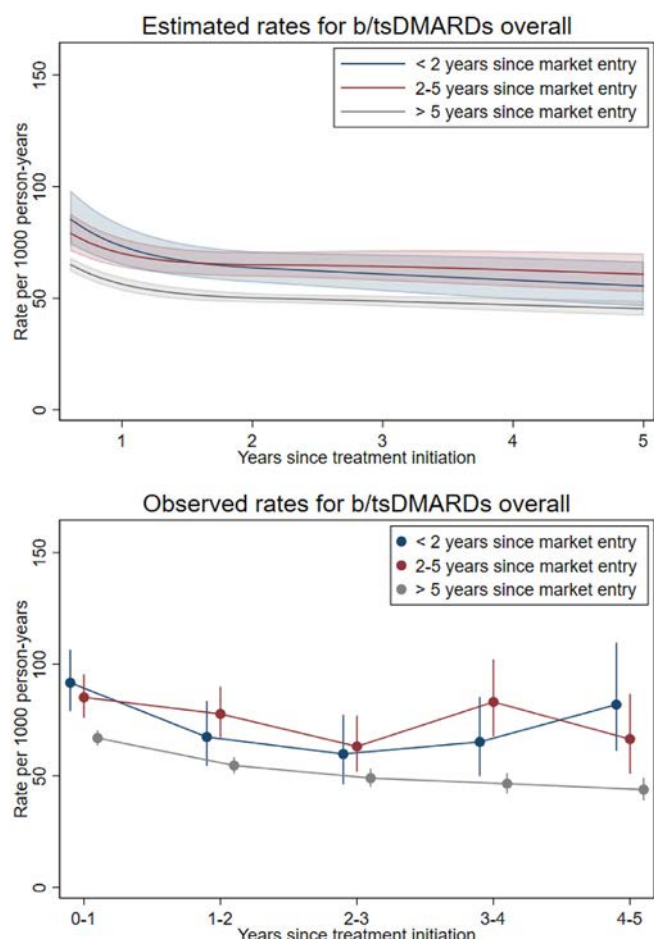 Estimated rates for b/tsDMARDs overall
< 2 years since market entry
2-5 years since market entry
> 5 years since market entry
Rate per 1000 person-years
150
100
50
0
1 2 3 4 5
Years since treatment initiation
Observed rates for b/tsDMARDs overall
< 2 years since market entry
2-5 years since market entry
> 5 years since market entry
Rate per 1000 person-years
150
100
50
0
0-1 1-2 2-3 3-4 4-5
Years since treatment initiation